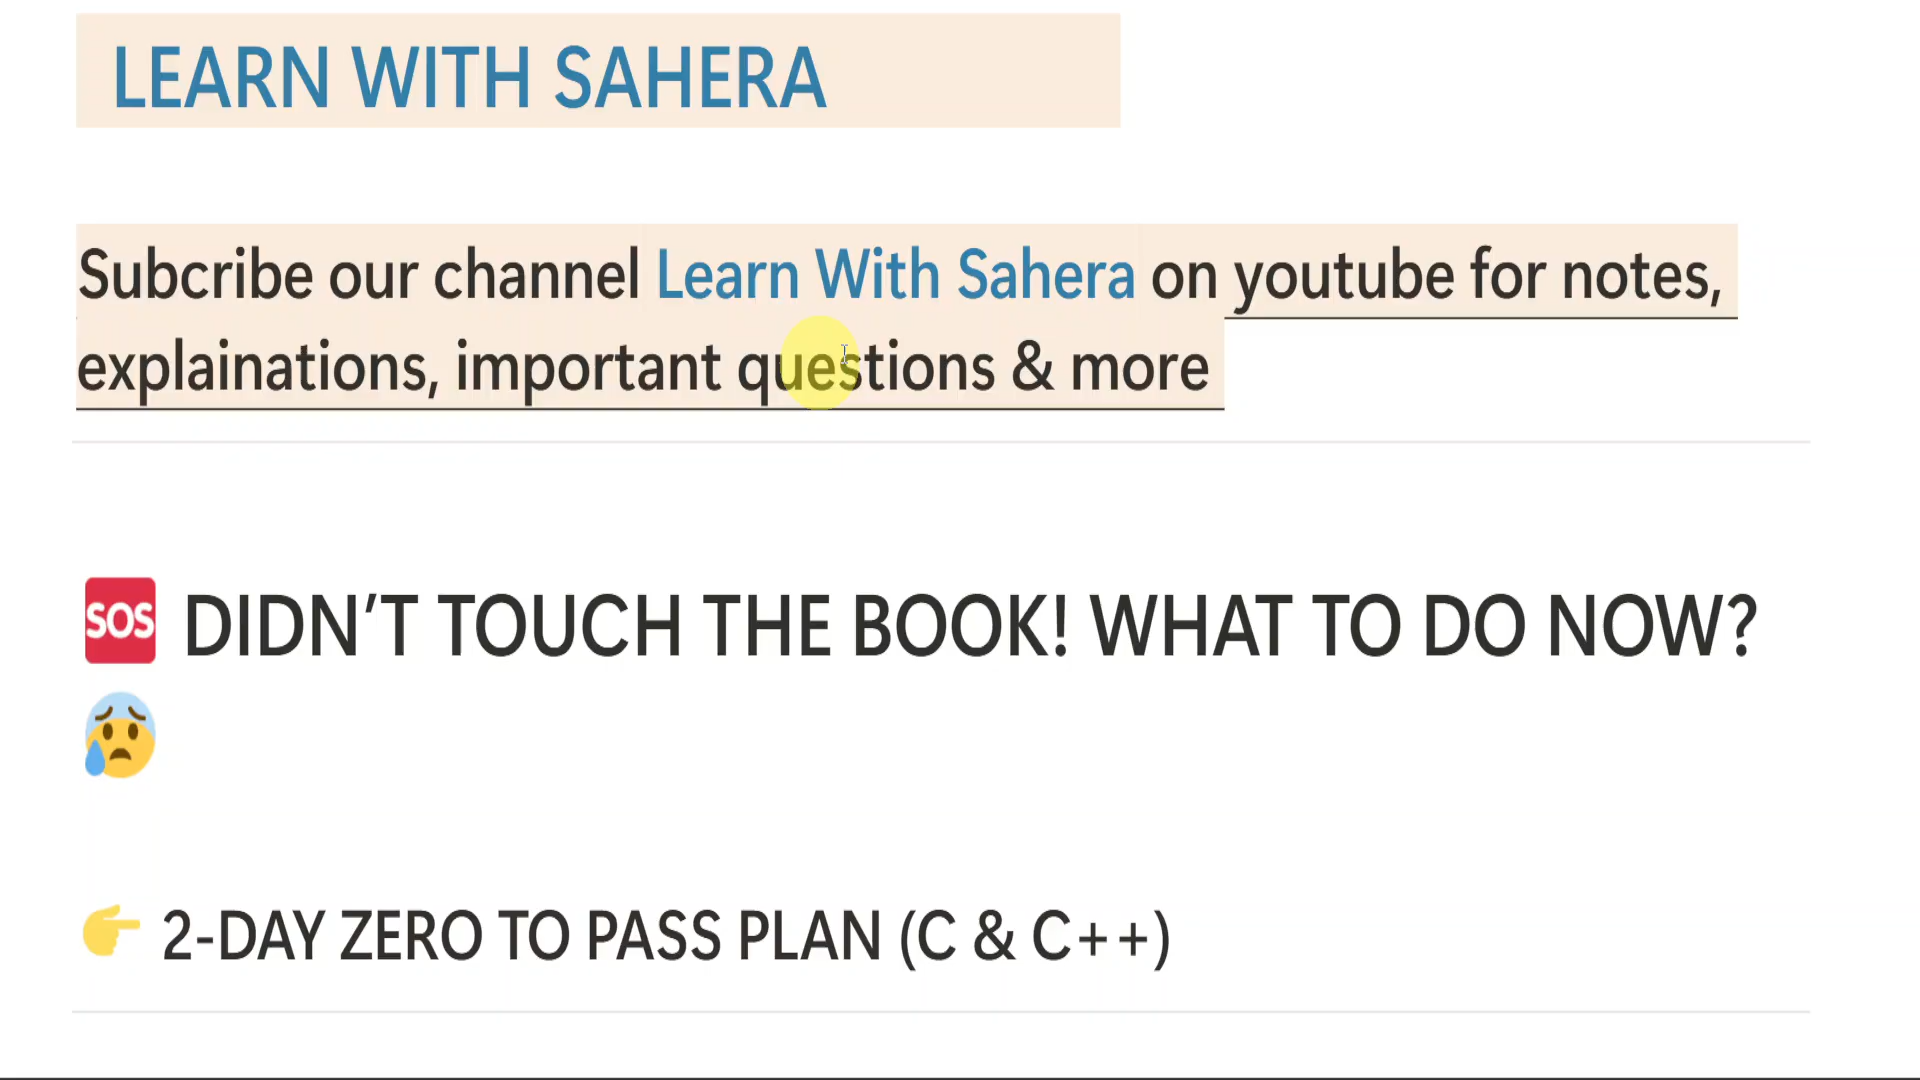 LEARN WITH SAHERA
Subcribe our channel Learn With Sahera on youtube for notes,
explainations, important questions & more
🆘 DIDN’T TOUCH THE BOOK! WHAT TO DO NOW?
😰
👉 2-DAY ZERO TO PASS PLAN (C & C++)